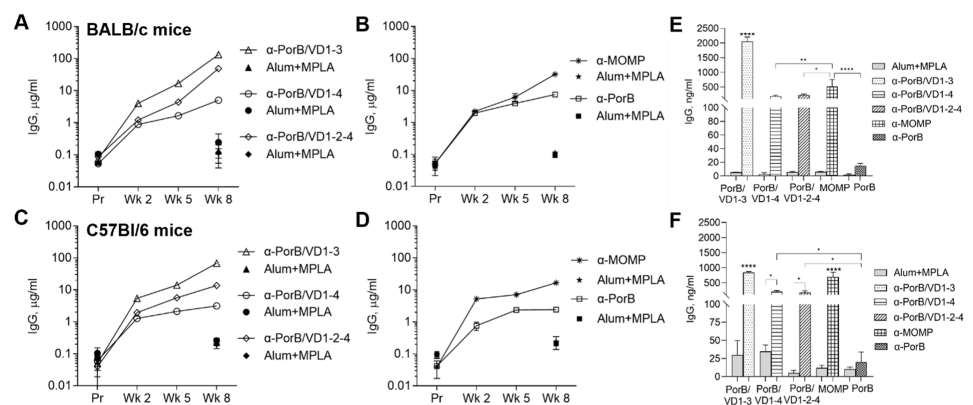 A
BALB/c mice
IgG, µg/ml
1000
100
10
1
0.1
0.01
Pr
Wk 2
Wk 5
Wk 8
α-PorB/VD1-3
Alum+MPLA
α-PorB/VD1-4
Alum+MPLA
α-PorB/VD1-2-4
Alum+MPLA
B
IgG, µg/ml
1000
100
10
1
0.1
0.01
Pr
Wk 2
Wk 5
Wk 8
α-MOMP
Alum+MPLA
α-PorB
Alum+MPLA
E
IgG, ng/ml
2500
2000
1500
1000
500
100
80
60
40
20
0
****
**
*
****
PorB/
VD1-3
PorB/
VD1-4
PorB/
VD1-2-4
MOMP
PorB
Alum+MPLA
α-PorB/VD1-3
α-PorB/VD1-4
α-PorB/VD1-2-4
α-MOMP
α-PorB
C
C57Bl/6 mice
IgG, µg/ml
1000
100
10
1
0.1
0.01
Pr
Wk 2
Wk 5
Wk 8
α-PorB/VD1-3
Alum+MPLA
α-PorB/VD1-4
Alum+MPLA
α-PorB/VD1-2-4
Alum+MPLA
D
IgG, µg/ml
1000
100
10
1
0.1
0.01
Pr
Wk 2
Wk 5
Wk 8
α-MOMP
Alum+MPLA
α-PorB
Alum+MPLA
F
IgG, ng/ml
2500
2000
1500
1000
500
100
75
50
25
0
****
*
*
****
*
*
PorB/
VD1-3
PorB/
VD1-4
PorB/
VD1-2-4
MOMP
PorB
Alum+MPLA
α-PorB/VD1-3
α-PorB/VD1-4
α-PorB/VD1-2-4
α-MOMP
α-PorB